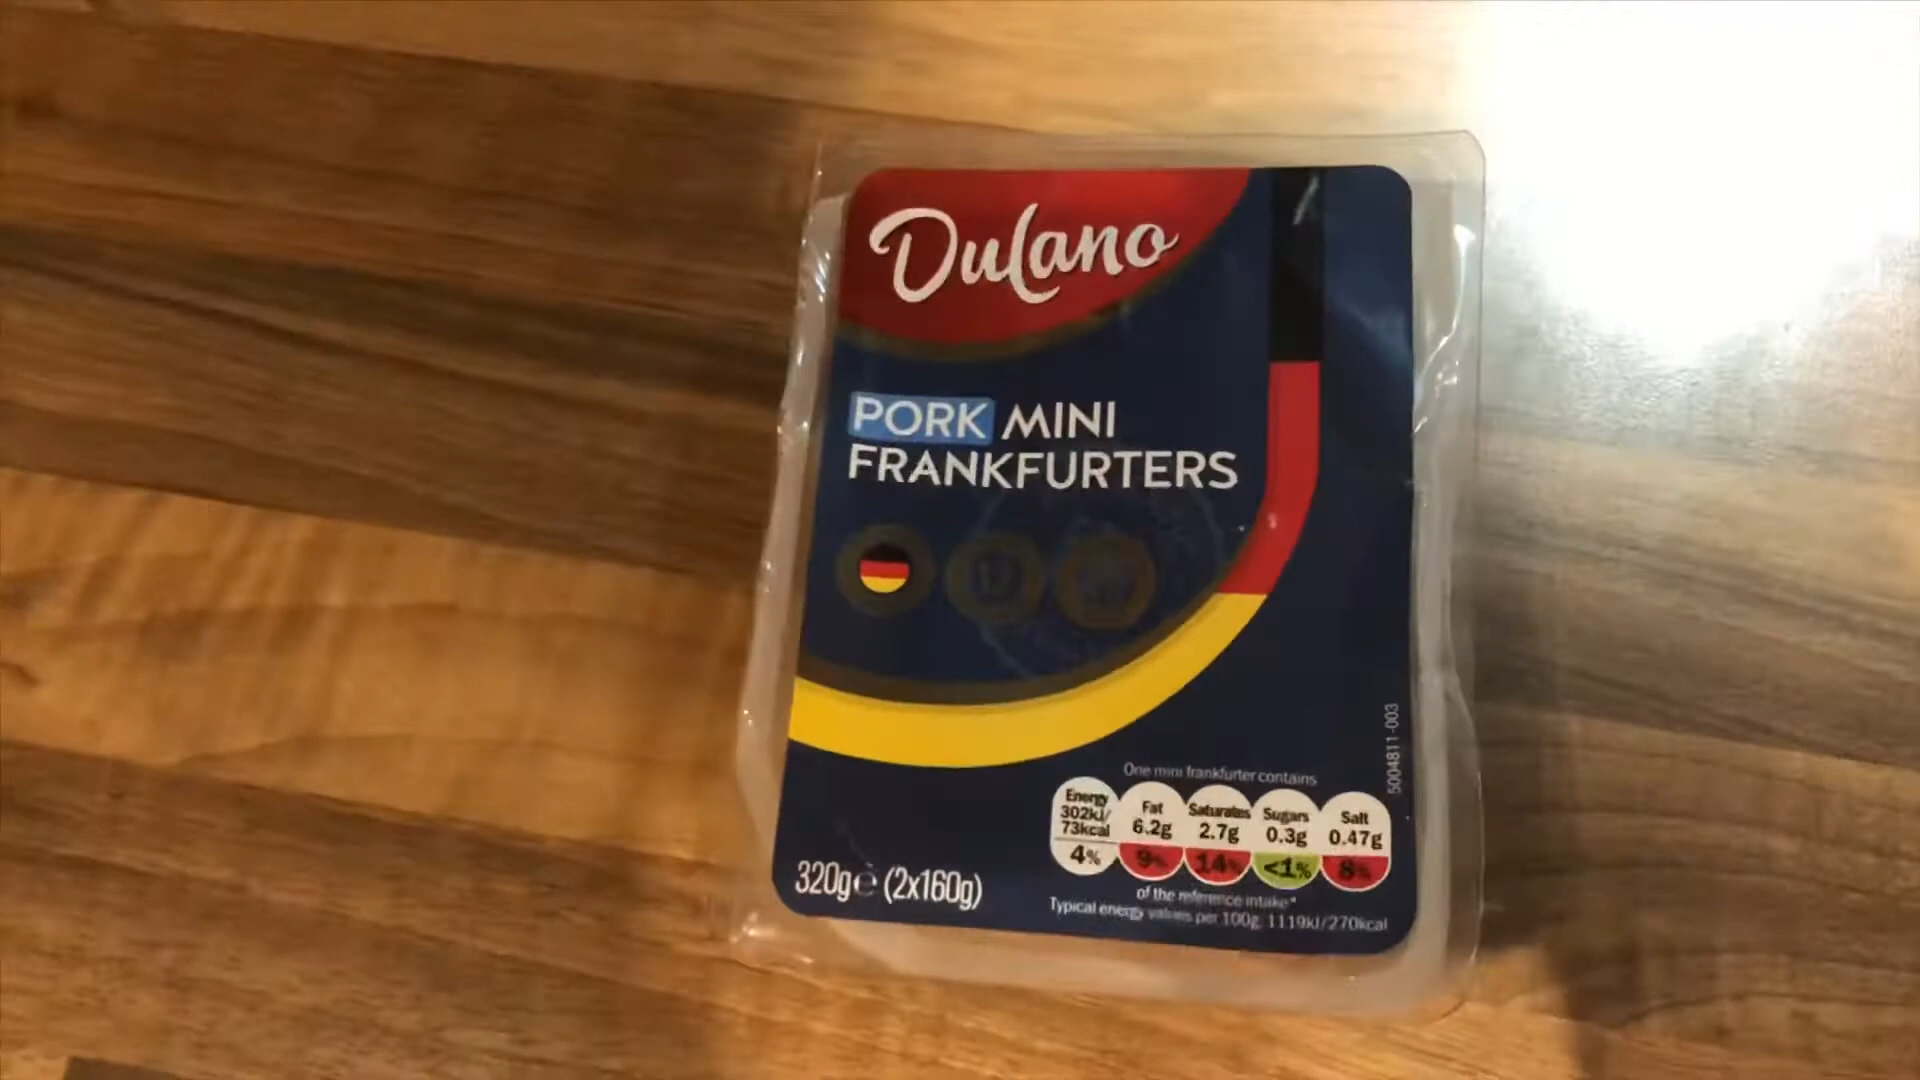 Dulano
PORK MINI
FRANKFURTERS
5004811-003
One mini frankfurter contains
Energy
302kJ/
73kcal
4%
Fat
6.2g
9%
Saturates
2.7g
14%
Sugars
0.3g
<1%
Salt
0.47g
8%
of the reference intake*
Typical energy values per 100g: 1119kJ/270kcal
320g℮ (2x160g)